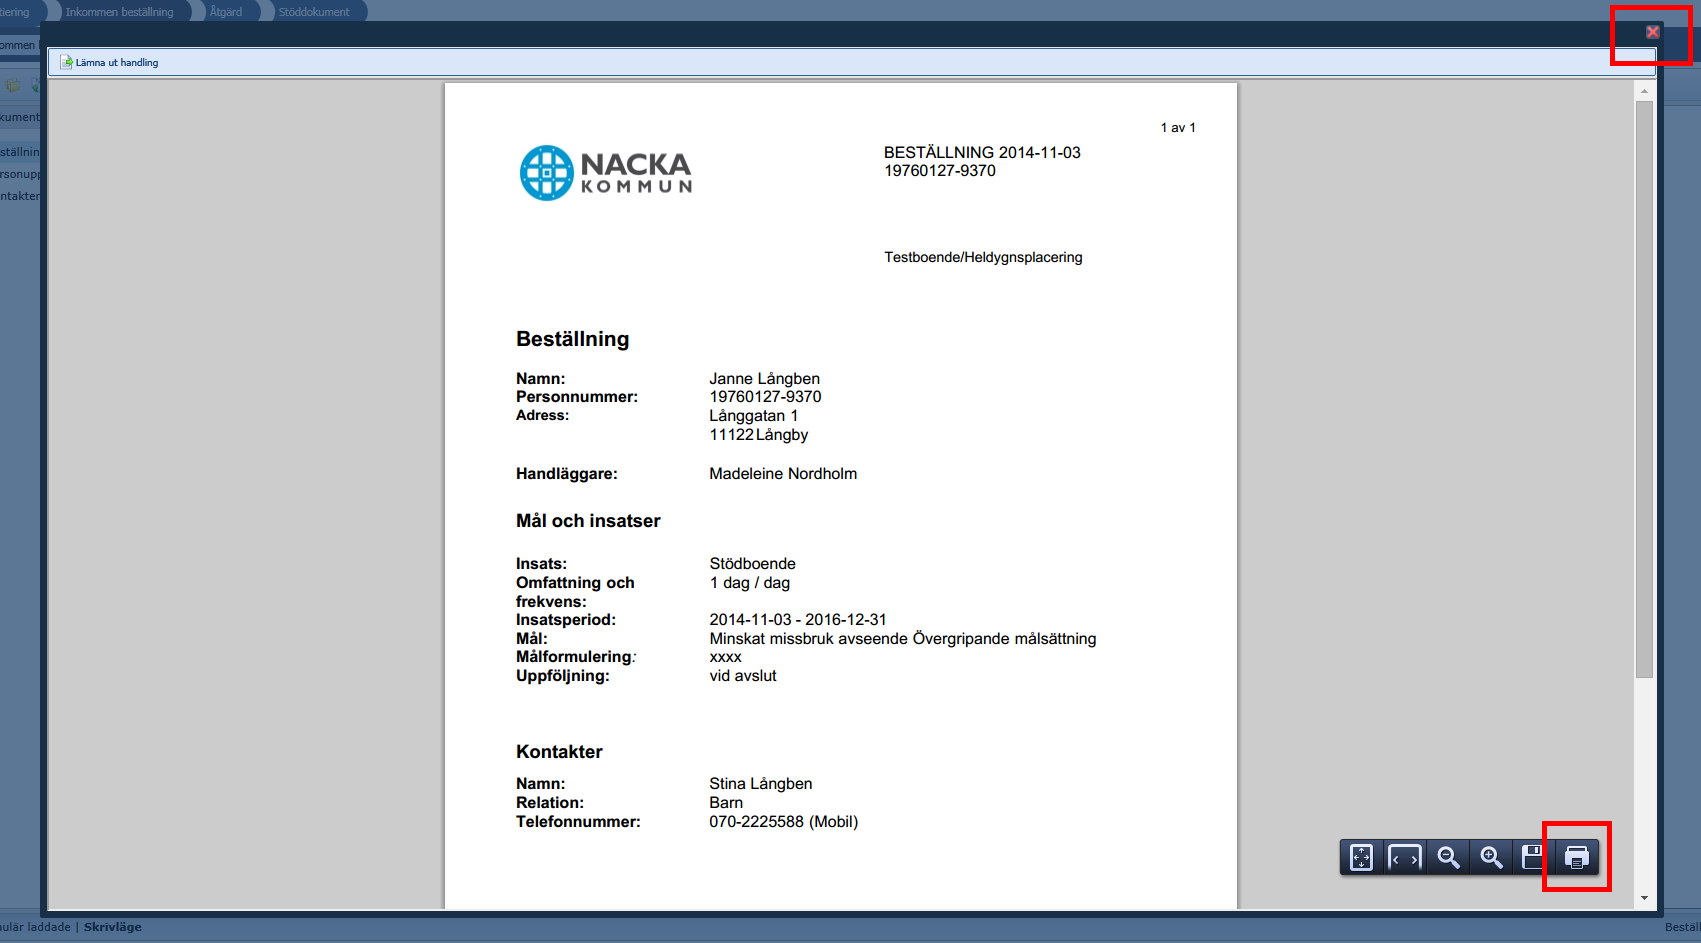 Inkommen beställning
Åtgärd
Stöddokument
Lämna ut handling
1 av 1
NACKA
KOMMUN
BESTÄLLNING 2014-11-03
19760127-9370
Testboende/Heldygnsplacering
Beställning
Namn: Janne Långben
Personnummer: 19760127-9370
Adress: Långgatan 1
11122 Långby
Handläggare: Madeleine Nordholm
Mål och insatser
Insats: Stödboende
Omfattning och 1 dag / dag
frekvens:
Insatsperiod: 2014-11-03 - 2016-12-31
Mål: Minskat missbruk avseende Övergripande målsättning
Målformulering: xxxx
Uppföljning: vid avslut
Kontakter
Namn: Stina Långben
Relation: Barn
Telefonnummer: 070-2225588 (Mobil)
laddade | Skrivläge